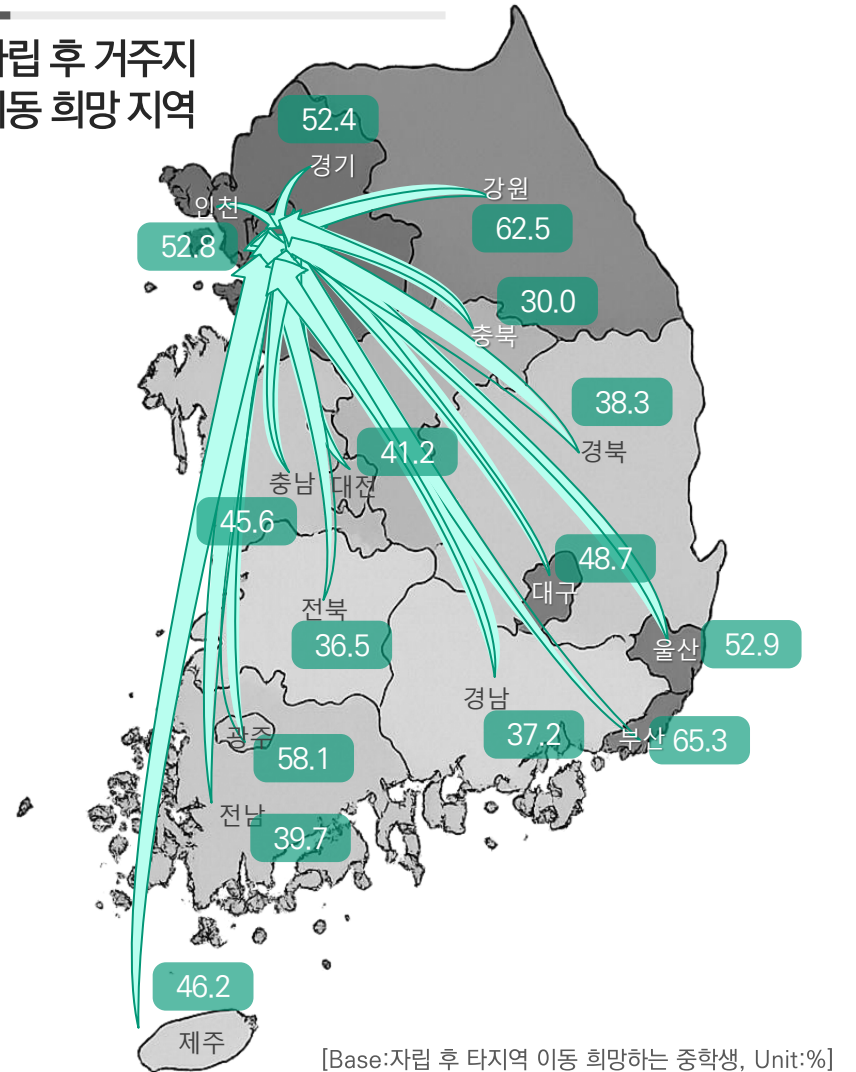 후 거주지
희망 지역
52.4
경기
강원
인천
62.5
52.8
30.0
충북
38.3
경북
41.2
충남
대전
45.6
48.7
대구
전북
36.5
울산
52.9
경남
37.2
부산
65.3
광주
58.1
전남
39.7
46.2
제주
[Base:자립 후 타지역 이동 희망하는 중학생, Unit:%]